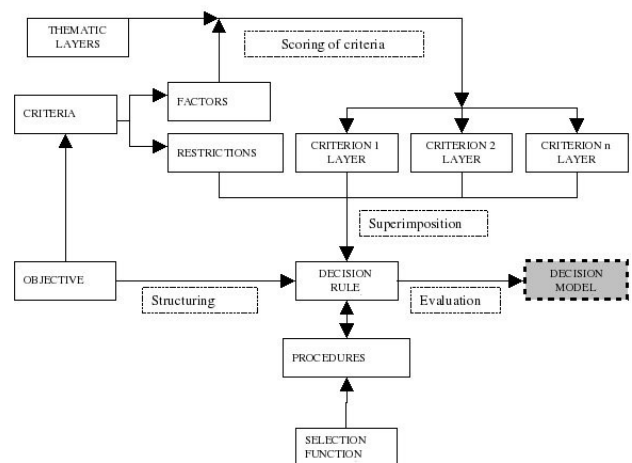 THEMATIC
LAYERS
Scoring of criteria
FACTORS
CRITERIA
RESTRICTIONS
CRITERION 1
LAYER
CRITERION 2
LAYER
CRITERION n
LAYER
Superimposition
OBJECTIVE
Structuring
DECISION
RULE
Evaluation
DECISION
MODEL
PROCEDURES
SELECTION
FUNCTION